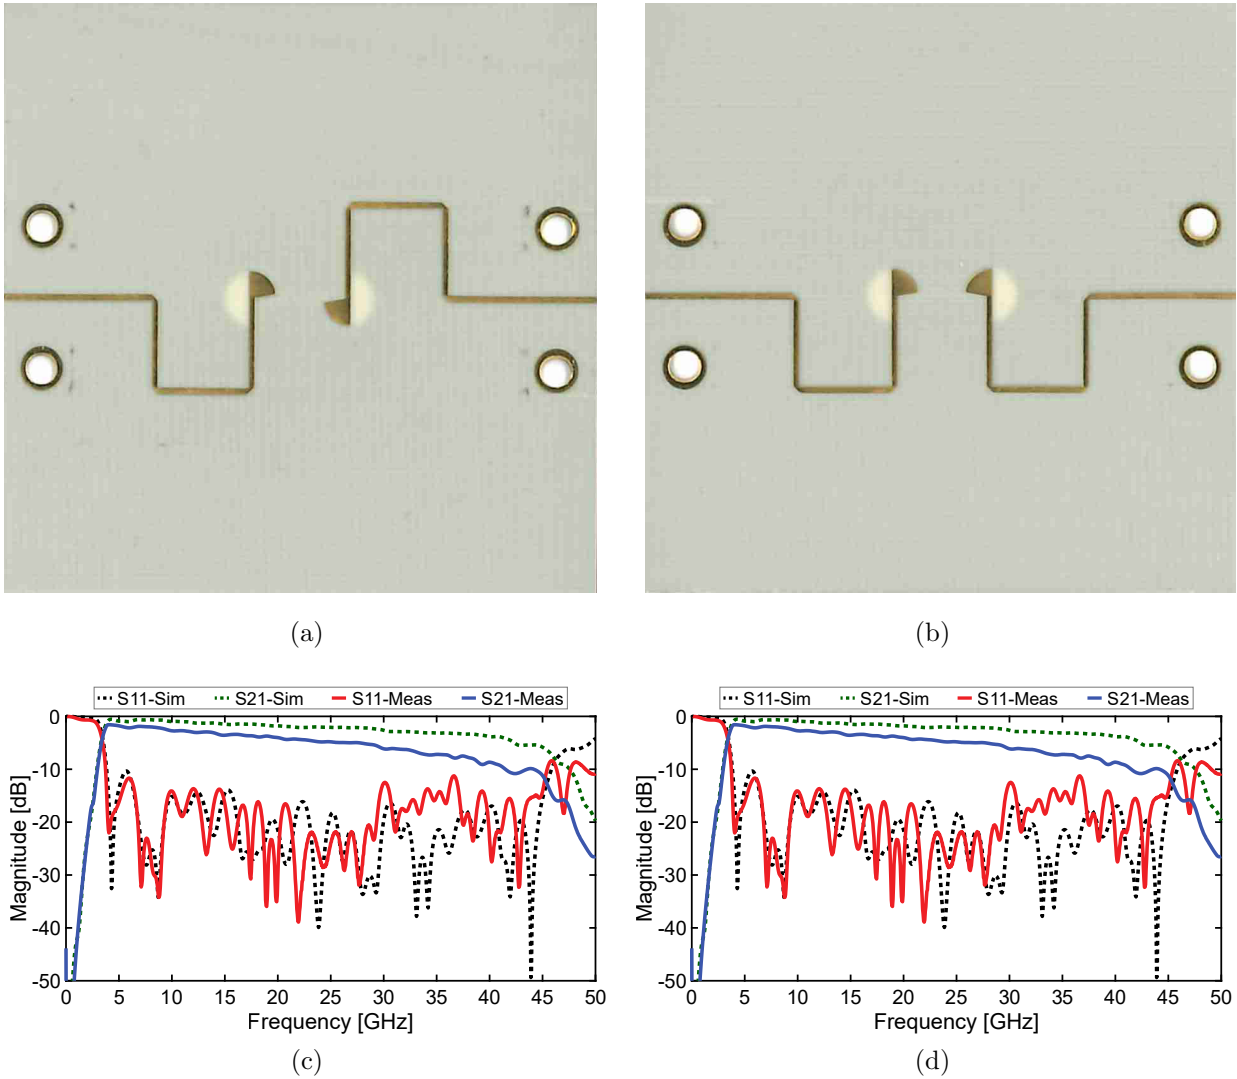 (a)
(b)
S11-Sim S21-Sim S11-Meas S21-Meas
0
-10
-20
-30
-40
-50
Magnitude [dB]
0 5 10 15 20 25 30 35 40 45 50
Frequency [GHz]
(c)
S11-Sim S21-Sim S11-Meas S21-Meas
0
-10
-20
-30
-40
-50
Magnitude [dB]
0 5 10 15 20 25 30 35 40 45 50
Frequency [GHz]
(d)